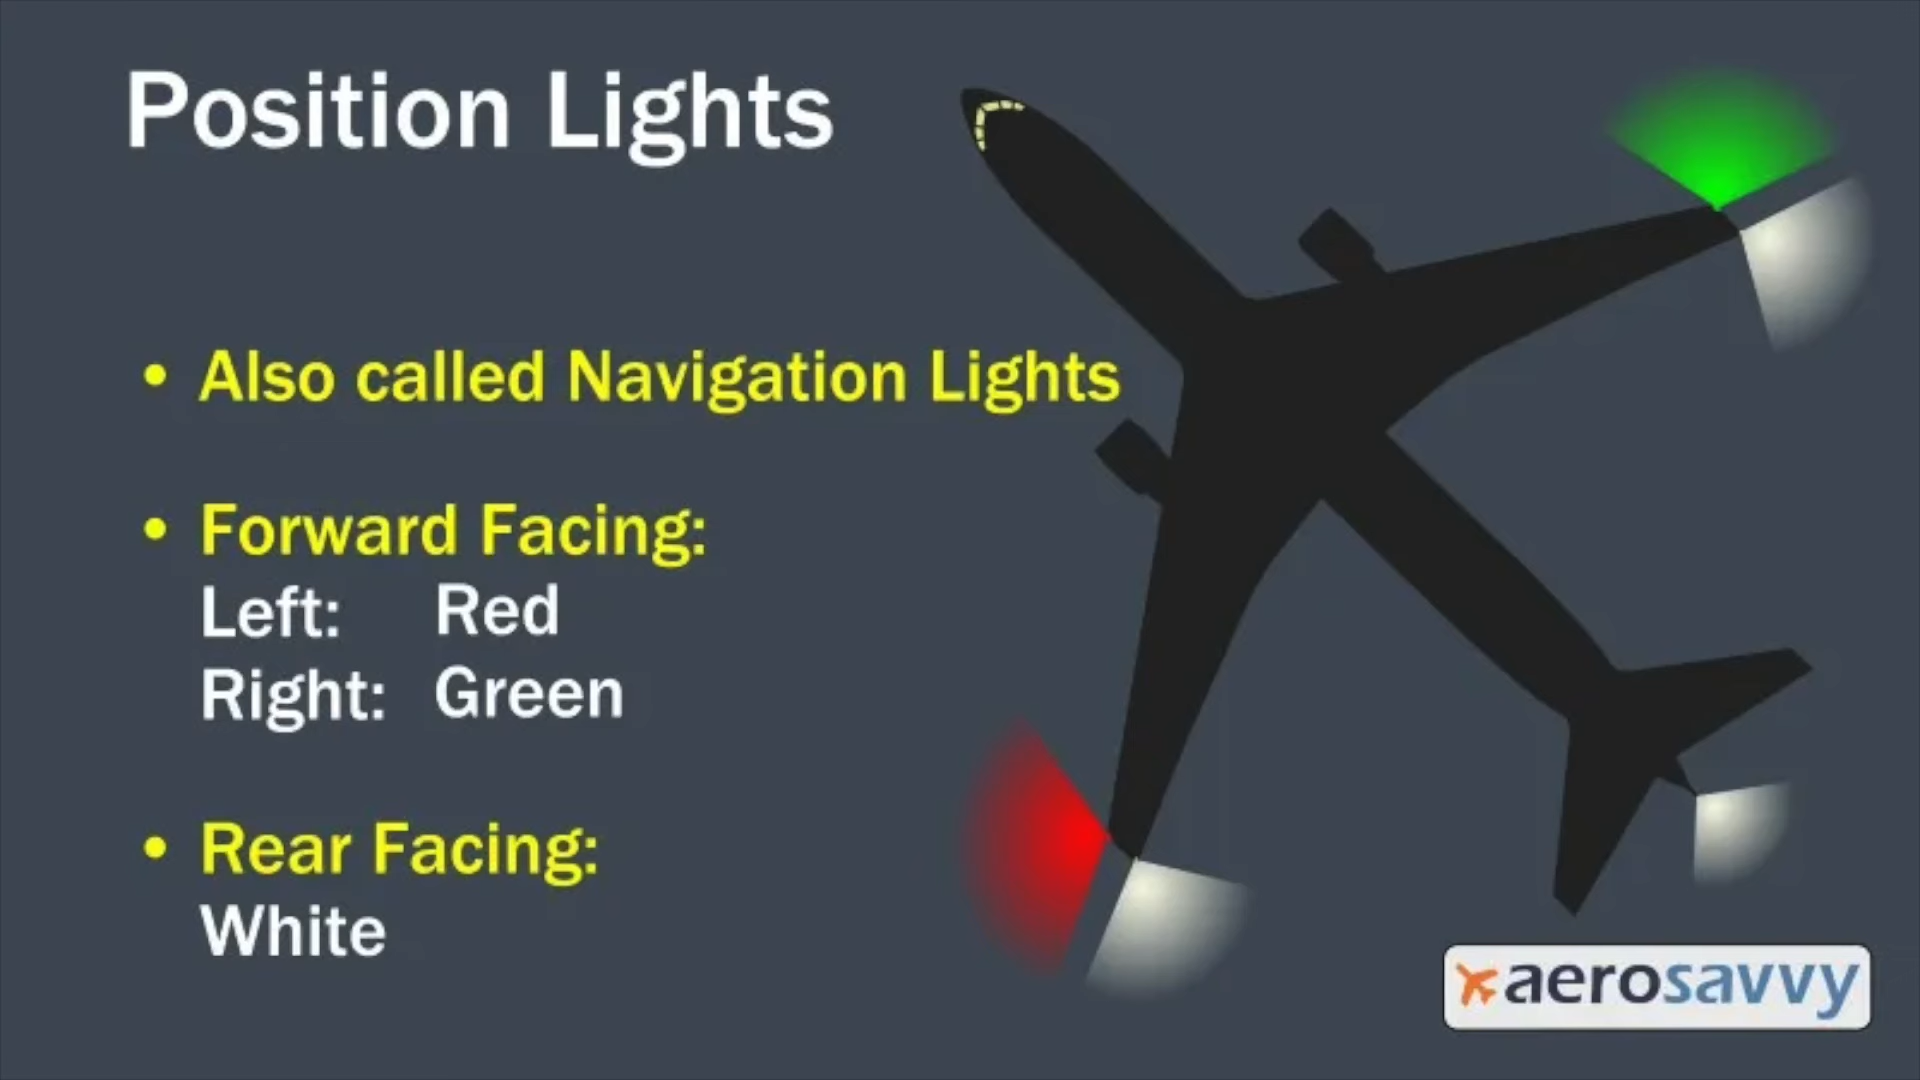 Position Lights
• Also called Navigation Lights
• Forward Facing:
Left: Red
Right: Green
• Rear Facing:
White
aerosavvy